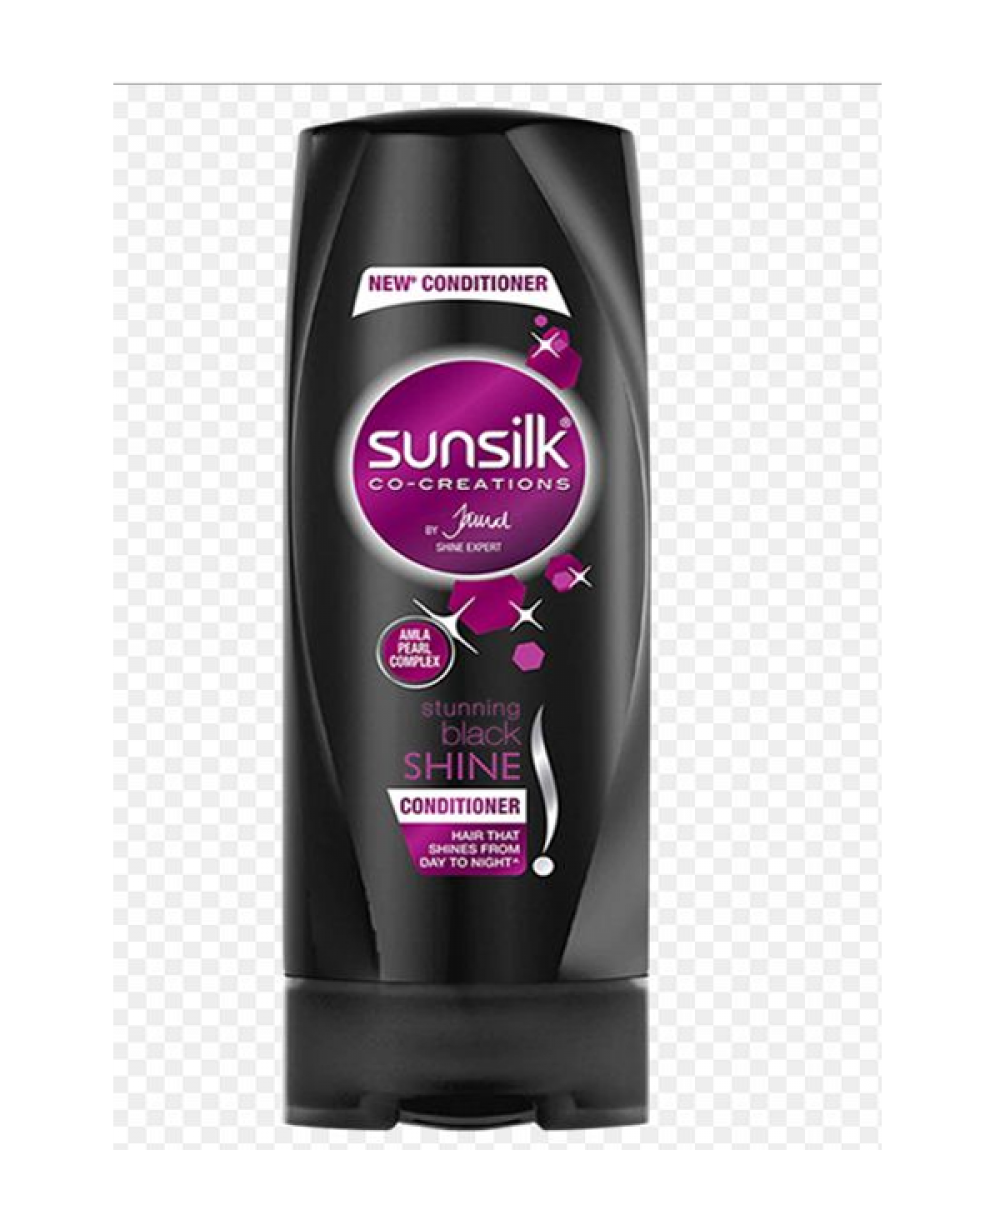 NEW* CONDITIONER
sunsilk®
CO-CREATIONS
BY
SHINE EXPERT
AMLA
PEARL
COMPLEX
stunning
black
SHINE
CONDITIONER
HAIR THAT
SHINES FROM
DAY TO NIGHT^